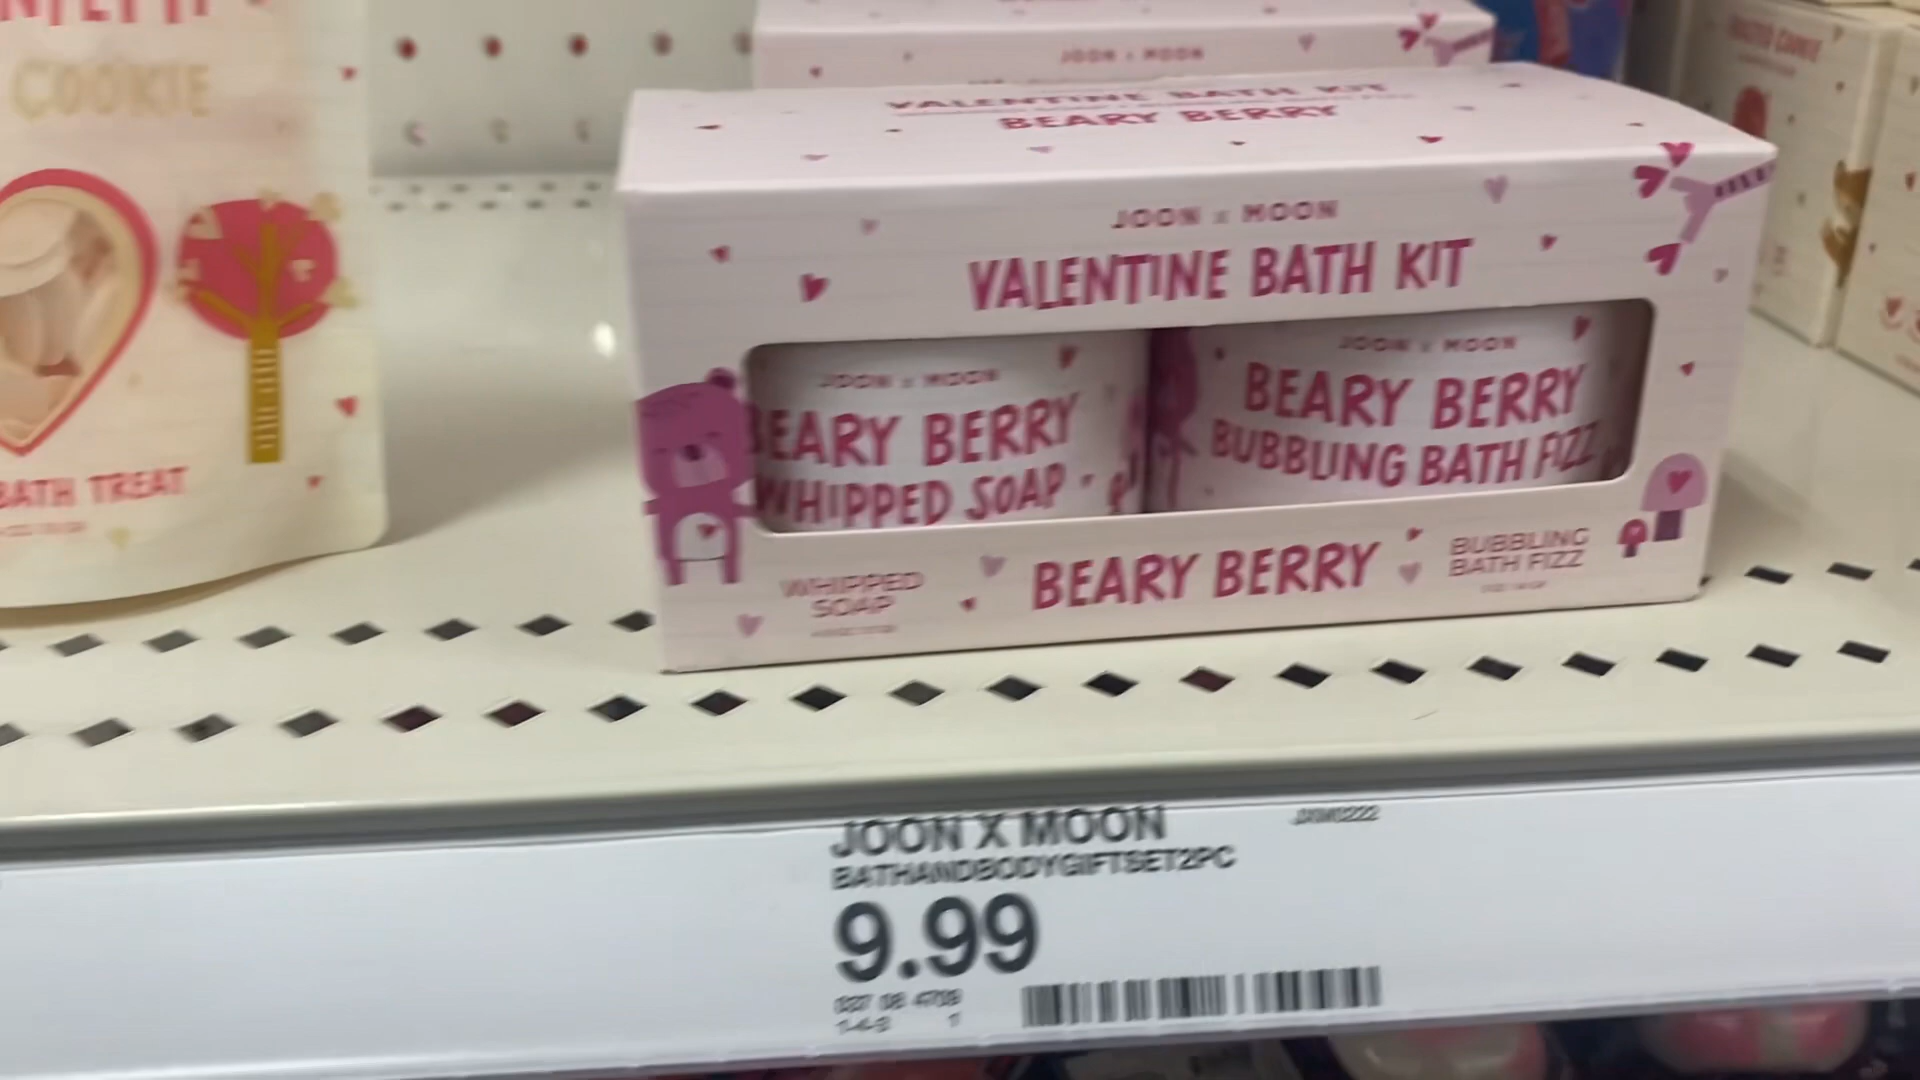 COOKIE
BATH TREAT
JOON x MOON
VALENTINE BATH KIT
BEARY BERRY
JOON x MOON
VALENTINE BATH KIT
JOON x MOON
BEARY BERRY
WHIPPED SOAP
JOON x MOON
BEARY BERRY
BUBBLING BATH FIZZ
WHIPPED
SOAP
BEARY BERRY
BUBBLING
BATH FIZZ
JOON X MOON
BATHANDBODYGIFTSET2PC
9.99